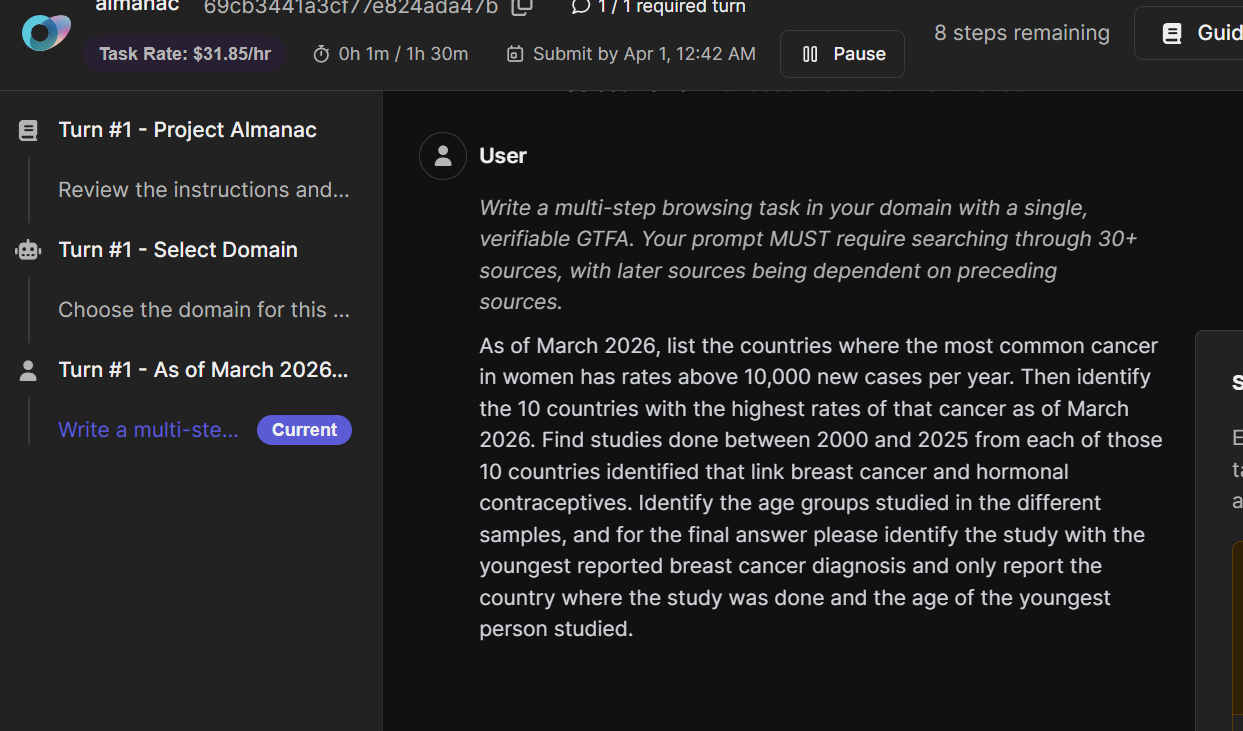 almanac 69cb3441a3cf77e824ada47b 1 / 1 required turn
Task Rate: $31.85/hr 0h 1m / 1h 30m Submit by Apr 1, 12:42 AM Pause 8 steps remaining Guid
Turn #1 - Project Almanac
Review the instructions and...
Turn #1 - Select Domain
Choose the domain for this ...
Turn #1 - As of March 2026...
Write a multi-ste... Current
User
Write a multi-step browsing task in your domain with a single,
verifiable GTFA. Your prompt MUST require searching through 30+
sources, with later sources being dependent on preceding
sources.
As of March 2026, list the countries where the most common cancer
in women has rates above 10,000 new cases per year. Then identify
the 10 countries with the highest rates of that cancer as of March
2026. Find studies done between 2000 and 2025 from each of those
10 countries identified that link breast cancer and hormonal
contraceptives. Identify the age groups studied in the different
samples, and for the final answer please identify the study with the
youngest reported breast cancer diagnosis and only report the
country where the study was done and the age of the youngest
person studied.